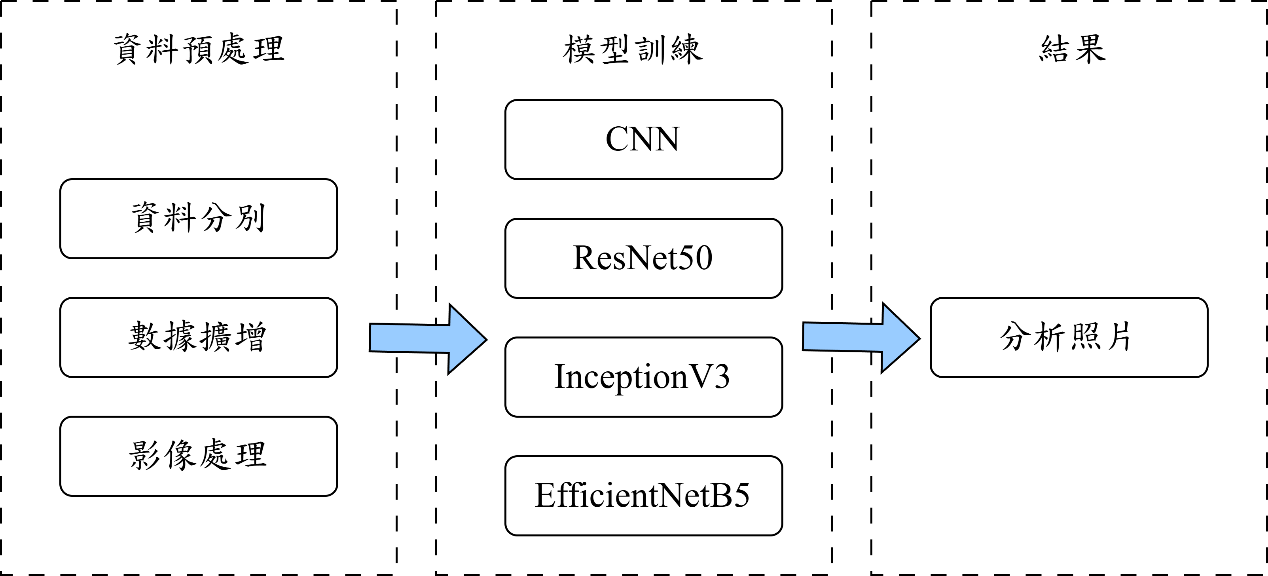 資料預處理
資料分別
數據擴增
影像處理
模型訓練
CNN
ResNet50
InceptionV3
EfficientNetB5
結果
分析照片